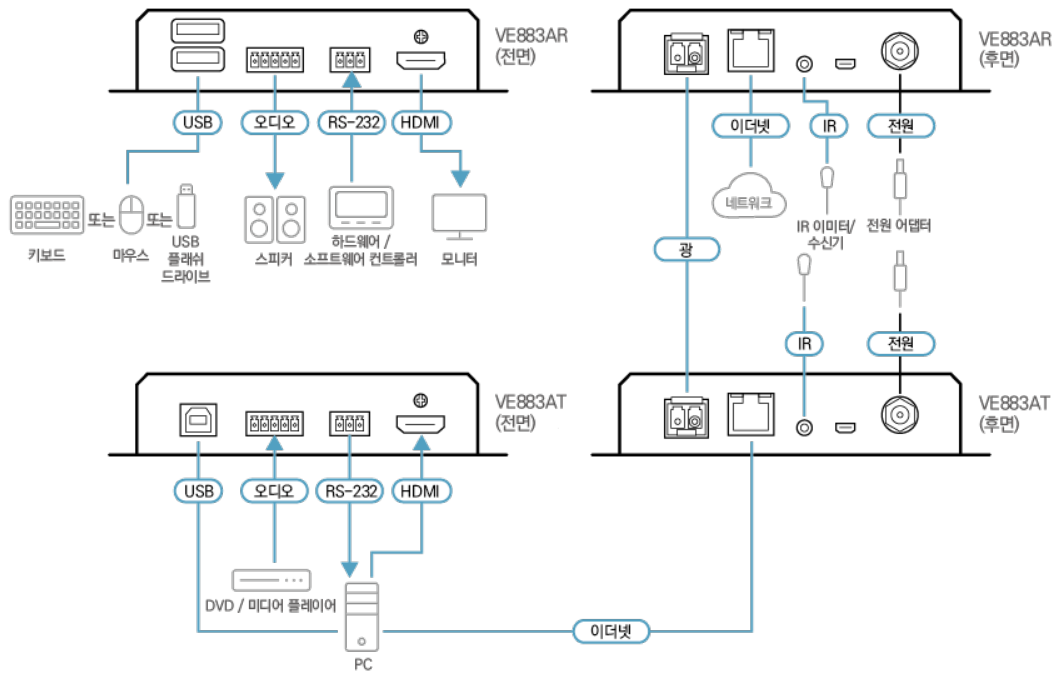 VE883AR
(전면)
USB
오디오
RS-232
HDMI
키보드
또는
마우스
또는
USB
플래쉬
드라이브
스피커
하드웨어 /
소프트웨어 컨트롤러
모니터
VE883AR
(후면)
이더넷
IR
전원
네트워크
IR 이미터/
수신기
전원 어댑터
광
IR
전원
VE883AT
(전면)
USB
오디오
RS-232
HDMI
DVD / 미디어 플레이어
PC
VE883AT
(후면)
이더넷